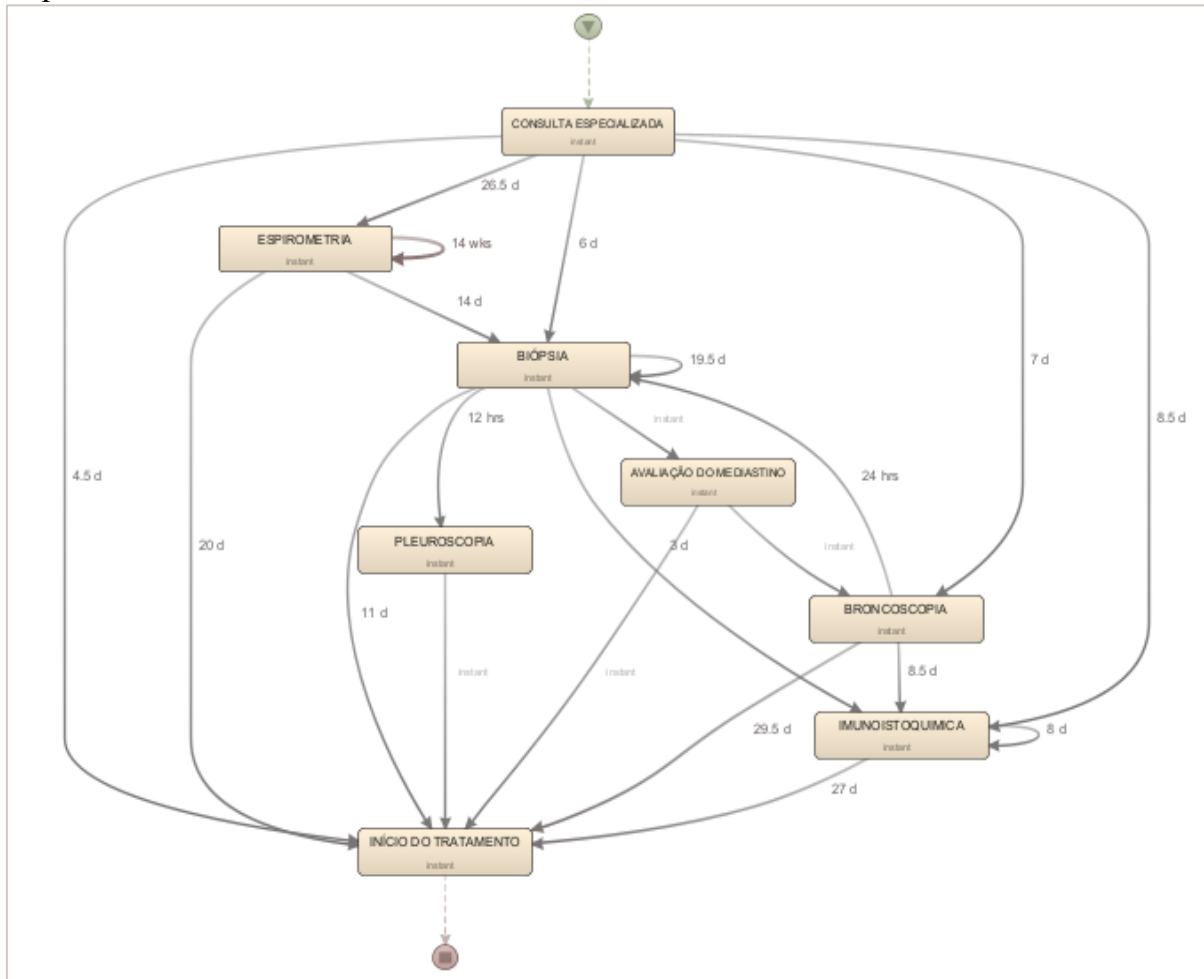 CONSULTA ESPECIALIZADA
instant
26.5 d
ESPIROMETRIA
instant
14 wks
6 d
14 d
BIÓPSIA
instant
19.5 d
7 d
8.5 d
12 hrs
instant
4.5 d
AVALIAÇÃO DO MEDIASTINO
instant
24 hrs
PLEUROSCOPIA
instant
20 d
3 d
instant
11 d
BRONCOSCOPIA
instant
instant
instant
8.5 d
IMUNOISTOQUIMICA
instant
29.5 d
8 d
27 d
INÍCIO DO TRATAMENTO
instant